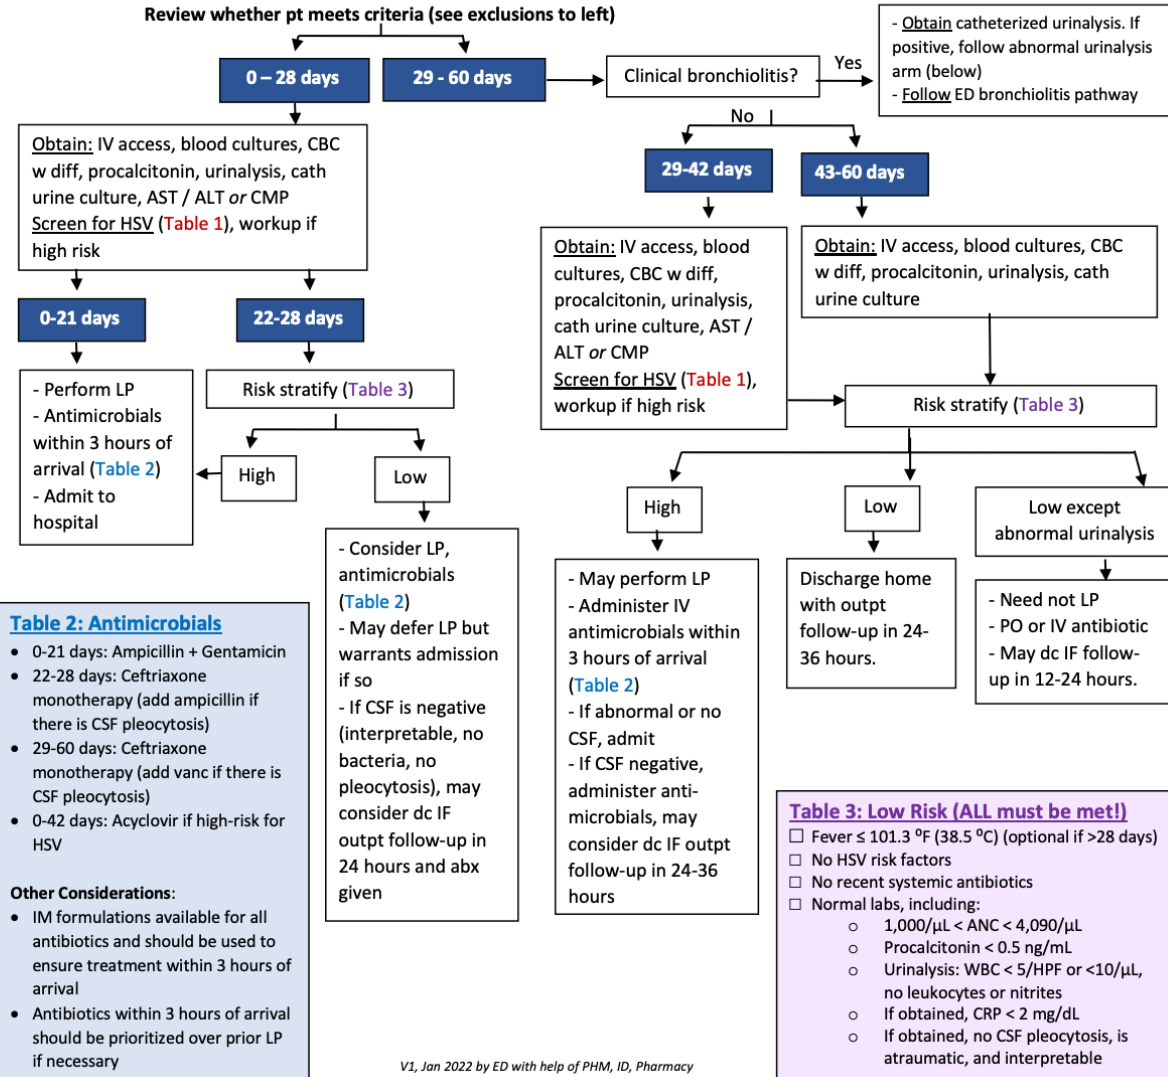 Review whether pt meets criteria (see exclusions to left)
0 – 28 days
29 - 60 days
Clinical bronchiolitis?
Yes
- Obtain catheterized urinalysis. If
positive, follow abnormal urinalysis
arm (below)
- Follow ED bronchiolitis pathway
No
Obtain: IV access, blood cultures, CBC
w diff, procalcitonin, urinalysis, cath
urine culture, AST / ALT or CMP
Screen for HSV (Table 1), workup if
high risk
29-42 days
43-60 days
0-21 days
22-28 days
Obtain: IV access, blood
cultures, CBC w diff,
procalcitonin, urinalysis,
cath urine culture, AST /
ALT or CMP
Screen for HSV (Table 1),
workup if high risk
Obtain: IV access, blood cultures, CBC
w diff, procalcitonin, urinalysis, cath
urine culture
- Perform LP
- Antimicrobials
within 3 hours of
arrival (Table 2)
- Admit to
hospital
Risk stratify (Table 3)
High
Low
Risk stratify (Table 3)
High
Low
Low except
abnormal urinalysis
- Consider LP,
antimicrobials
(Table 2)
- May defer LP but
warrants admission
if so
- If CSF is negative
(interpretable, no
bacteria, no
pleocytosis), may
consider dc IF
outpt follow-up in
24 hours and abx
given
- May perform LP
- Administer IV
antimicrobials within
3 hours of arrival
(Table 2)
- If abnormal or no
CSF, admit
- If CSF negative,
administer anti-
microbials, may
consider dc IF outpt
follow-up in 24-36
hours
Discharge home
with outpt
follow-up in 24-
36 hours.
- Need not LP
- PO or IV antibiotic
- May dc IF follow-
up in 12-24 hours.
Table 2: Antimicrobials
• 0-21 days: Ampicillin + Gentamicin
• 22-28 days: Ceftriaxone
monotherapy (add ampicillin if
there is CSF pleocytosis)
• 29-60 days: Ceftriaxone
monotherapy (add vanc if there is
CSF pleocytosis)
• 0-42 days: Acyclovir if high-risk for
HSV
Other Considerations:
• IM formulations available for all
antibiotics and should be used to
ensure treatment within 3 hours of
arrival
• Antibiotics within 3 hours of arrival
should be prioritized over prior LP
if necessary
Table 3: Low Risk (ALL must be met!)
☐ Fever ≤ 101.3 ⁰F (38.5 ⁰C) (optional if >28 days)
☐ No HSV risk factors
☐ No recent systemic antibiotics
☐ Normal labs, including:
o 1,000/µL < ANC < 4,090/µL
o Procalcitonin < 0.5 ng/mL
o Urinalysis: WBC < 5/HPF or <10/µL,
no leukocytes or nitrites
o If obtained, CRP < 2 mg/dL
o If obtained, no CSF pleocytosis, is
atraumatic, and interpretable
V1, Jan 2022 by ED with help of PHM, ID, Pharmacy